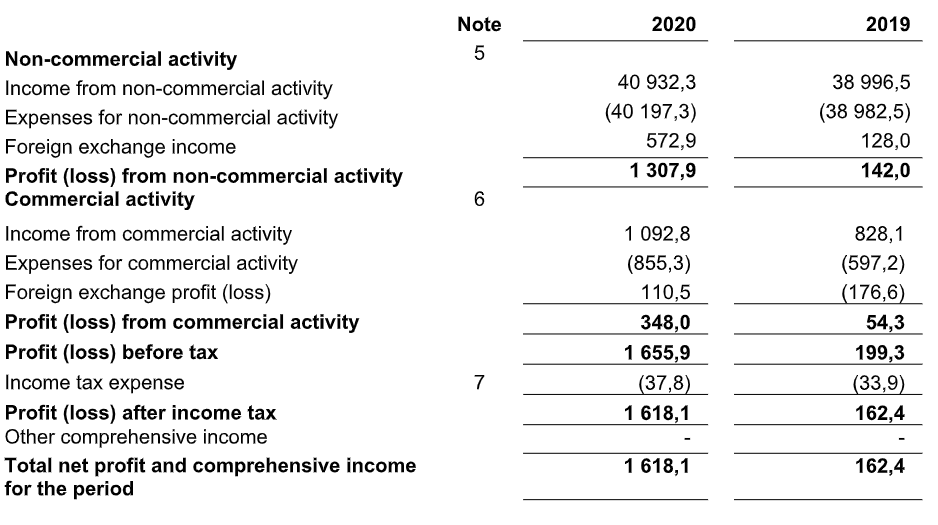 Note 2020 2019
Non-commercial activity 5
Income from non-commercial activity 40 932,3 38 996,5
Expenses for non-commercial activity (40 197,3) (38 982,5)
Foreign exchange income 572,9 128,0
Profit (loss) from non-commercial activity 1 307,9 142,0
Commercial activity 6
Income from commercial activity 1 092,8 828,1
Expenses for commercial activity (855,3) (597,2)
Foreign exchange profit (loss) 110,5 (176,6)
Profit (loss) from commercial activity 348,0 54,3
Profit (loss) before tax 1 655,9 199,3
Income tax expense 7 (37,8) (33,9)
Profit (loss) after income tax 1 618,1 162,4
Other comprehensive income - -
Total net profit and comprehensive income 1 618,1 162,4
for the period